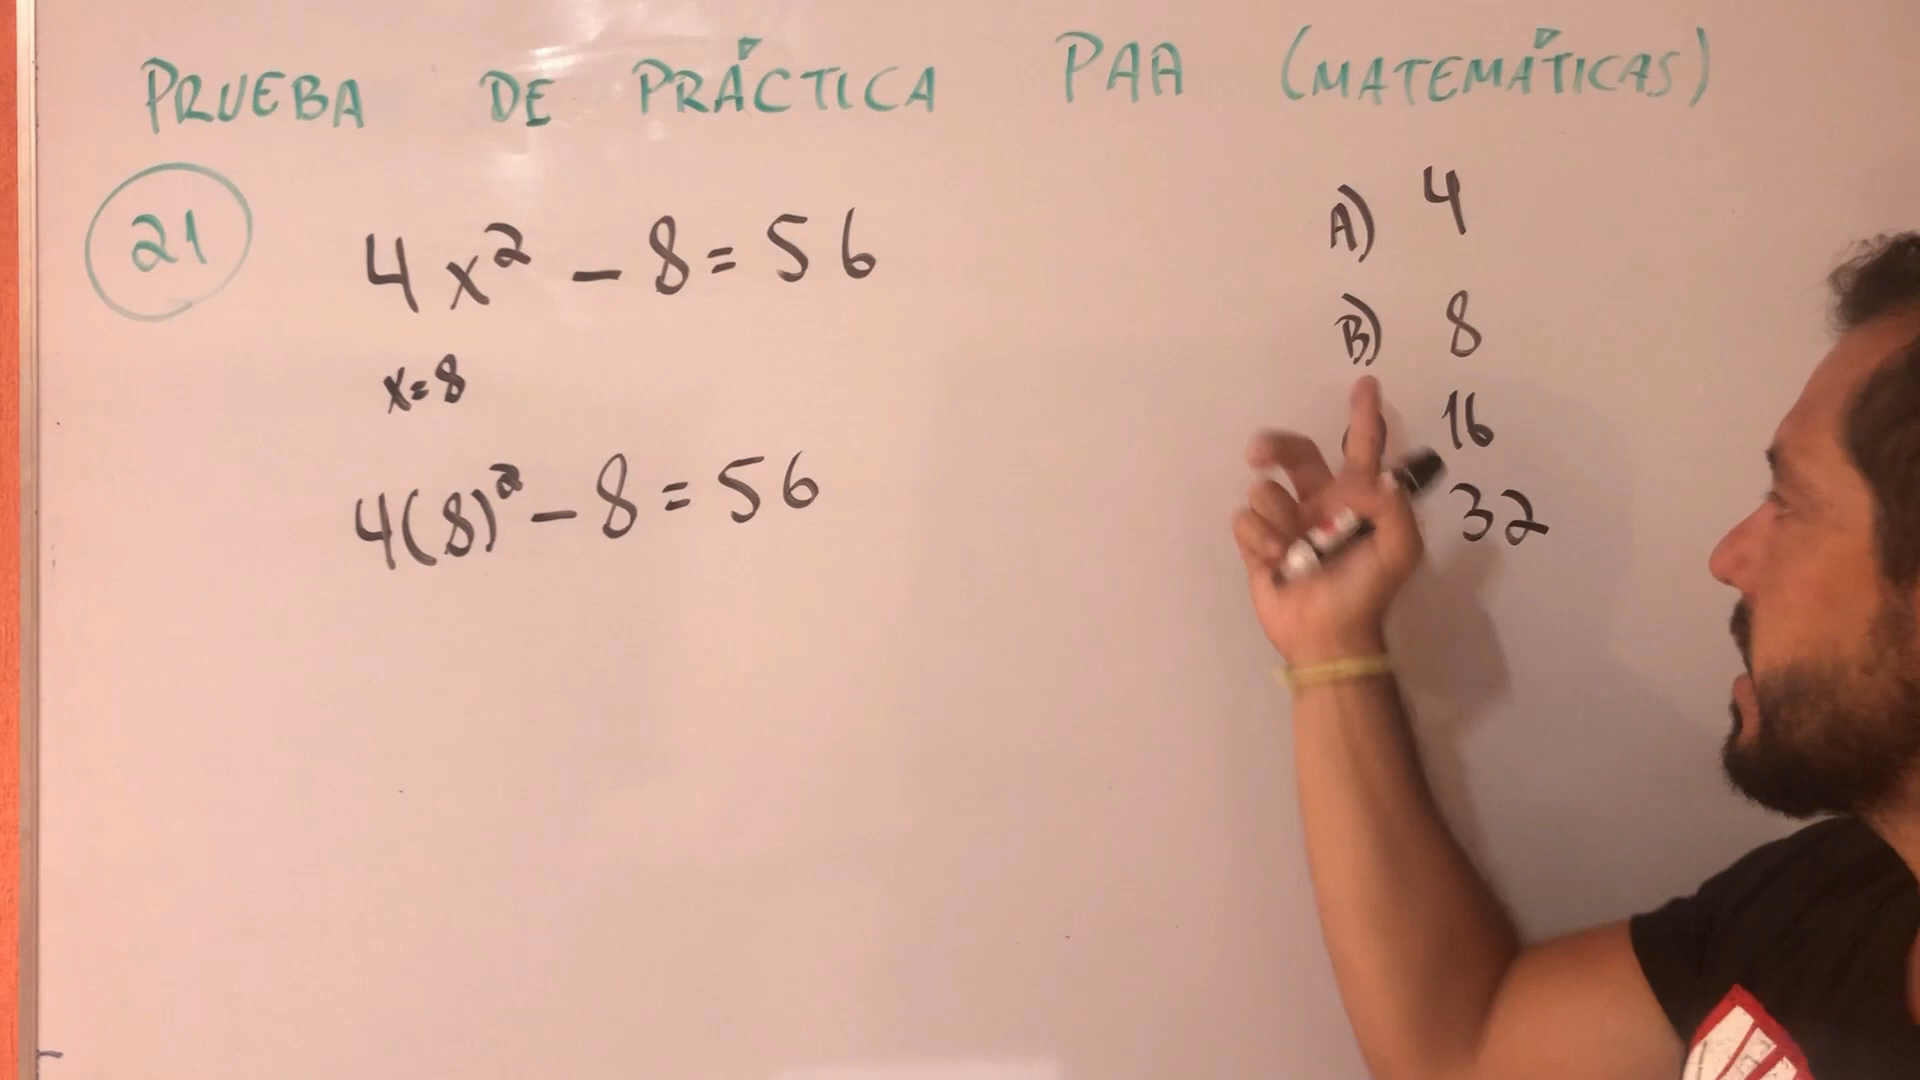 PRUEBA DE PRÁCTICA PAA (MATEMÁTICAS)
21
4x² - 8 = 56
x=8
4(8)² - 8 = 56
A) 4
B) 8
16
32